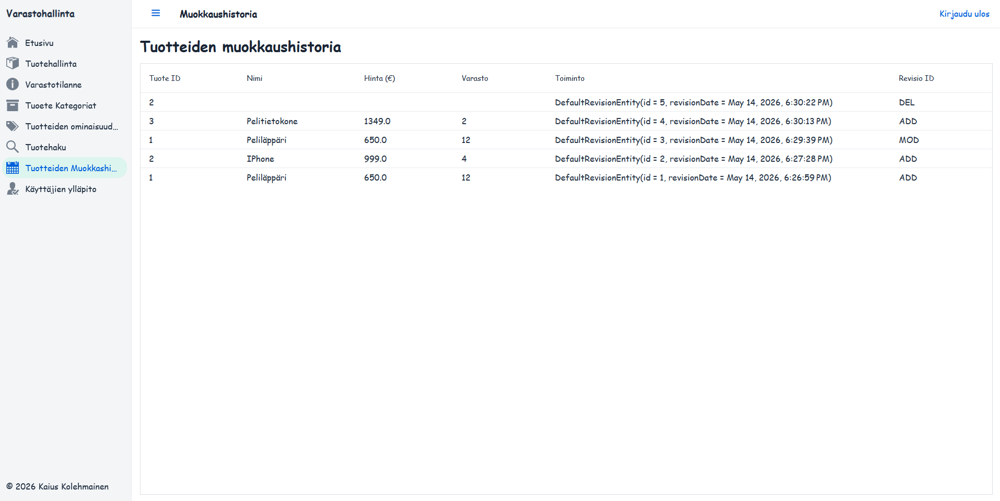 Varastohallinta
Etusivu
Tuotehallinta
Varastotilanne
Tuoete Kategoriat
Tuotteiden ominaisuud...
Tuotehaku
Tuotteiden Muokkashi...
Käyttäjien ylläpito
© 2026 Kaius Kolehmainen
Muokkaushistoria
Kirjaudu ulos
Tuotteiden muokkaushistoria
Tuote ID Nimi Hinta (€) Varasto Toiminto Revisio ID
2 DefaultRevisionEntity(id = 5, revisionDate = May 14, 2026, 6:30:22 PM) DEL
3 Pelitietokone 1349.0 2 DefaultRevisionEntity(id = 4, revisionDate = May 14, 2026, 6:30:13 PM) ADD
1 Peliläppäri 650.0 12 DefaultRevisionEntity(id = 3, revisionDate = May 14, 2026, 6:29:39 PM) MOD
2 IPhone 999.0 4 DefaultRevisionEntity(id = 2, revisionDate = May 14, 2026, 6:27:28 PM) ADD
1 Peliläppäri 650.0 12 DefaultRevisionEntity(id = 1, revisionDate = May 14, 2026, 6:26:59 PM) ADD